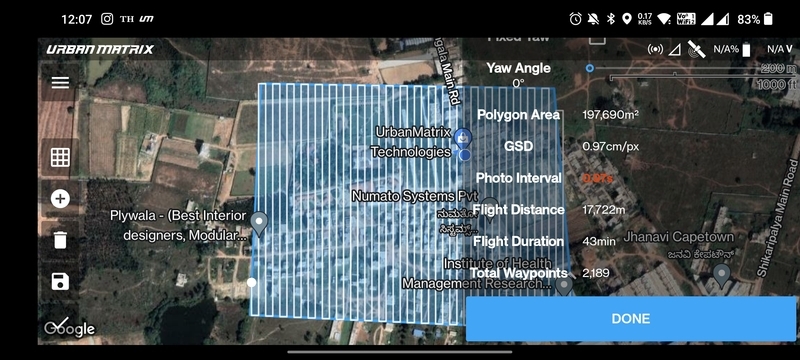 12:07
TH
0.17
KB/S
83%
URBAN MATRIX
N/A%
N/A V
Fixed Yaw
Yaw Angle
0°
200 m
1000 ft
Polygon Area
197,690m²
GSD
0.97cm/px
Photo Interval
Flight Distance
17,722m
Flight Duration
43min
Total Waypoints
2,189
DONE
Main Rd
UrbanMatrix
Technologies
Numato Systems Pvt
ನುಮಟೊ
Plywala - (Best Interior
designers, Modular...
Institute of Health
Management Research...
Jhanavi Capetown
ಜನವಿ ಕೇಪ್‌ಟೌನ್
Shikaripalya Main Road
Google